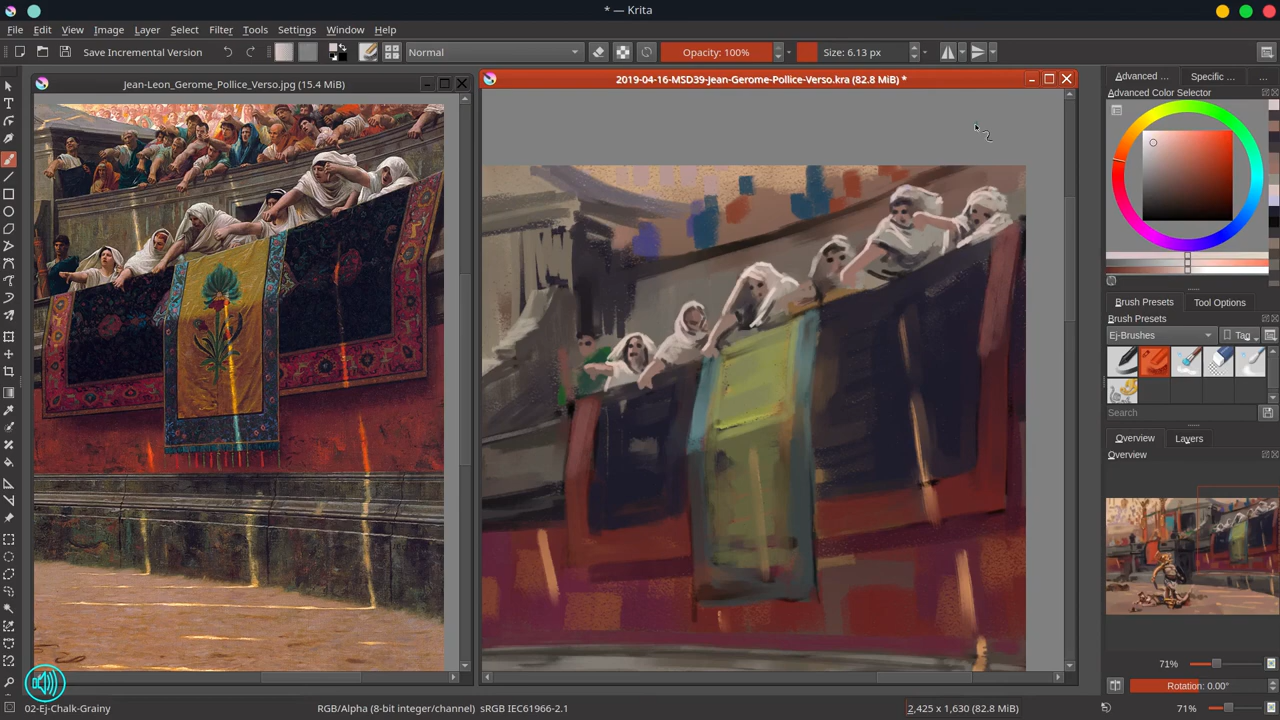 * — Krita
File Edit View Image Layer Select Filter Tools Settings Window Help
Save Incremental Version Normal Opacity: 100% Size: 6.13 px
Jean-Leon_Gerome_Pollice_Verso.jpg (15.4 MiB)
2019-04-16-MSD39-Jean-Gerome-Pollice-Verso.kra (82.8 MiB) *
Advanced ... Specific ... ...
Advanced Color Selector
Brush Presets Tool Options
Brush Presets
Ej-Brushes Tag
Search
Overview Layers
Overview
71%
Rotation: 0.00°
02-Ej-Chalk-Grainy RGB/Alpha (8-bit integer/channel) sRGB IEC61966-2.1 2,425 x 1,630 (82.8 MiB) 71%